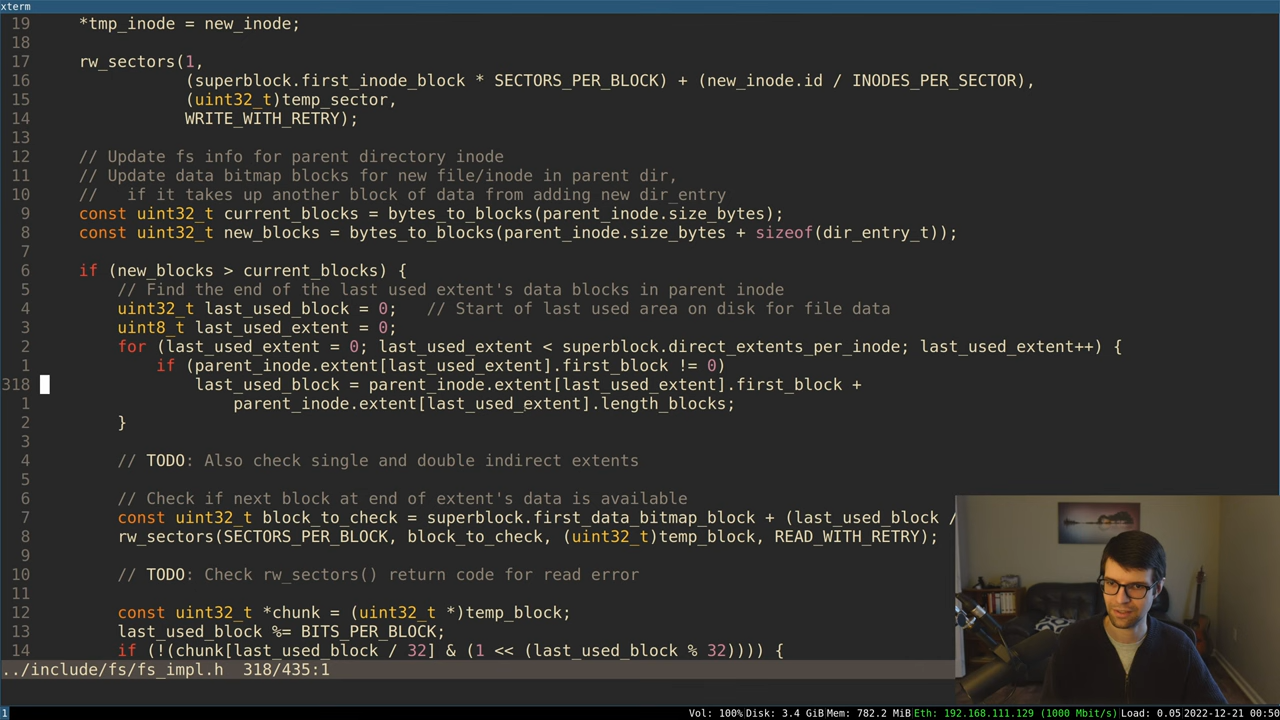 xterm
19 *tmp_inode = new_inode;
18
17 rw_sectors(1,
16 (superblock.first_inode_block * SECTORS_PER_BLOCK) + (new_inode.id / INODES_PER_SECTOR),
15 (uint32_t)temp_sector,
14 WRITE_WITH_RETRY);
13
12 // Update fs info for parent directory inode
11 // Update data bitmap blocks for new file/inode in parent dir,
10 //   if it takes up another block of data from adding new dir_entry
9 const uint32_t current_blocks = bytes_to_blocks(parent_inode.size_bytes);
8 const uint32_t new_blocks = bytes_to_blocks(parent_inode.size_bytes + sizeof(dir_entry_t));
7
6 if (new_blocks > current_blocks) {
5 // Find the end of the last used extent's data blocks in parent inode
4 uint32_t last_used_block = 0;   // Start of last used area on disk for file data
3 uint8_t last_used_extent = 0;
2 for (last_used_extent = 0; last_used_extent < superblock.direct_extents_per_inode; last_used_extent++) {
1 if (parent_inode.extent[last_used_extent].first_block != 0)
318 last_used_block = parent_inode.extent[last_used_extent].first_block +
1 parent_inode.extent[last_used_extent].length_blocks;
2 }
3
4 // TODO: Also check single and double indirect extents
5
6 // Check if next block at end of extent's data is available
7 const uint32_t block_to_check = superblock.first_data_bitmap_block + (last_used_block /
8 rw_sectors(SECTORS_PER_BLOCK, block_to_check, (uint32_t)temp_block, READ_WITH_RETRY);
9
10 // TODO: Check rw_sectors() return code for read error
11
12 const uint32_t *chunk = (uint32_t *)temp_block;
13 last_used_block %= BITS_PER_BLOCK;
14 if (!(chunk[last_used_block / 32] & (1 << (last_used_block % 32)))) {
../include/fs/fs_impl.h  318/435:1
1 Vol: 100% Disk: 3.4 GiB Mem: 782.2 MiB Eth: 192.168.111.129 (1000 Mbit/s) Load: 0.05 2022-12-21 00:50